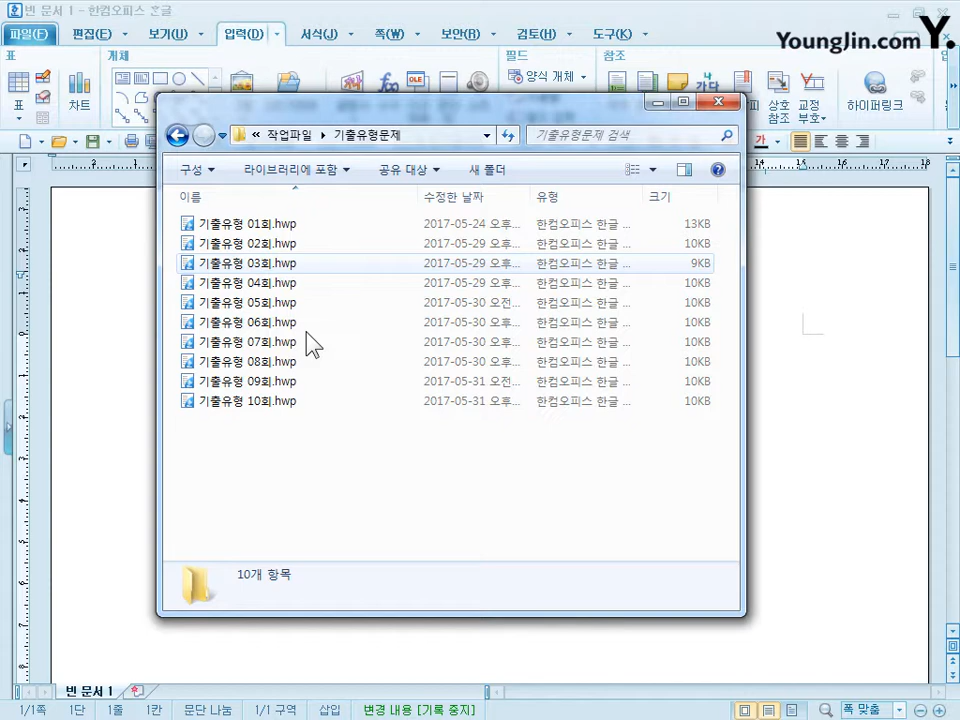 빈 문서 1 - 한컴오피스 한글
파일(F) 편집(E) 보기(U) 입력(D) 서식(J) 쪽(W) 보안(R) 검토(H) 도구(K)
YoungJin.com Y.
표 개체 필드 참조
표 차트 양식 개체 가나다 상호 참조 교정 부호 하이퍼링크
« 작업파일 기출유형문제 기출유형문제 검색
구성 라이브러리에 포함 공유 대상 새 폴더
이름 수정한 날짜 유형 크기
기출유형 01회.hwp 2017-05-24 오후... 한컴오피스 한글 ... 13KB
기출유형 02회.hwp 2017-05-29 오후... 한컴오피스 한글 ... 10KB
기출유형 03회.hwp 2017-05-29 오후... 한컴오피스 한글 ... 9KB
기출유형 04회.hwp 2017-05-29 오후... 한컴오피스 한글 ... 10KB
기출유형 05회.hwp 2017-05-30 오전... 한컴오피스 한글 ... 10KB
기출유형 06회.hwp 2017-05-30 오후... 한컴오피스 한글 ... 10KB
기출유형 07회.hwp 2017-05-30 오후... 한컴오피스 한글 ... 10KB
기출유형 08회.hwp 2017-05-30 오후... 한컴오피스 한글 ... 10KB
기출유형 09회.hwp 2017-05-31 오전... 한컴오피스 한글 ... 10KB
기출유형 10회.hwp 2017-05-31 오후... 한컴오피스 한글 ... 10KB
10개 항목
빈 문서 1
1/1쪽 1단 1줄 1칸 문단 나눔 1/1 구역 삽입 변경 내용 [기록 중지] 폭 맞춤